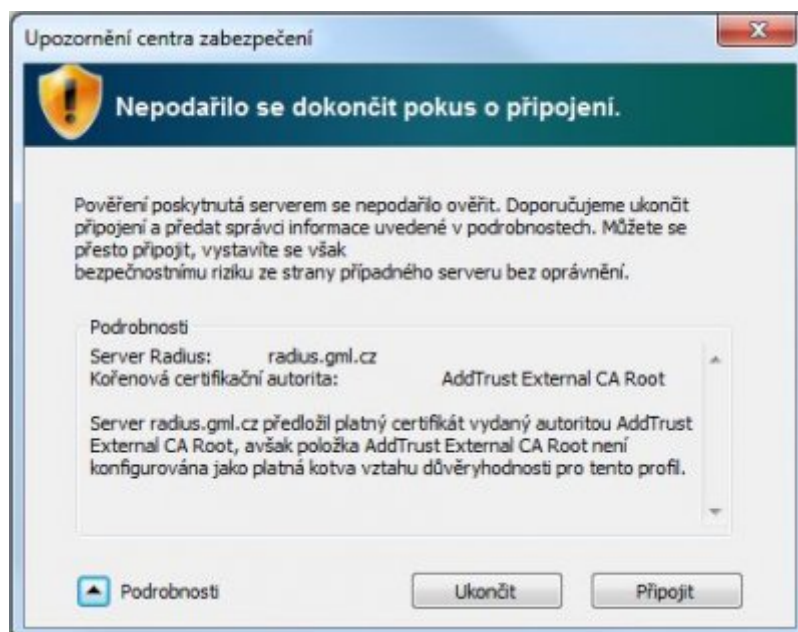 Upozornění centra zabezpečení
Nepodařilo se dokončit pokus o připojení.
Pověření poskytnutá serverem se nepodařilo ověřit. Doporučujeme ukončit
připojení a předat správci informace uvedené v podrobnostech. Můžete se
přesto připojit, vystavíte se však
bezpečnostnímu riziku ze strany případného serveru bez oprávnění.
Podrobnosti
Server Radius: radius.gml.cz
Kořenová certifikační autorita: AddTrust External CA Root
Server radius.gml.cz předložil platný certifikát vydaný autoritou AddTrust
External CA Root, avšak položka AddTrust External CA Root není
konfigurována jako platná kotva vztahu důvěryhodnosti pro tento profil.
Podrobnosti Ukončit Připojit